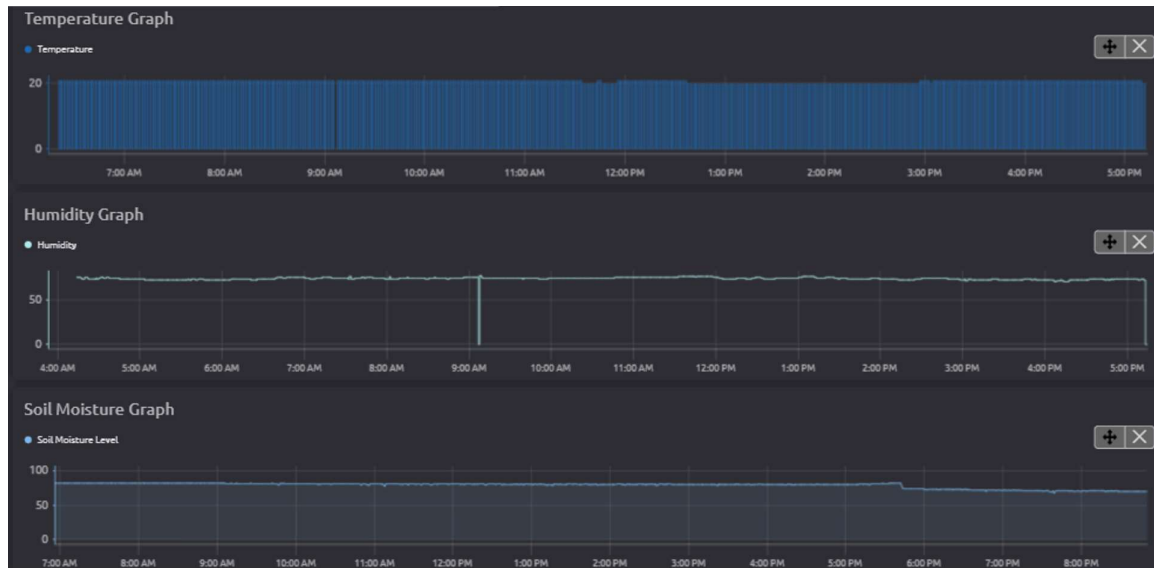 Temperature Graph
Temperature
20
0
7:00 AM 8:00 AM 9:00 AM 10:00 AM 11:00 AM 12:00 PM 1:00 PM 2:00 PM 3:00 PM 4:00 PM 5:00 PM
Humidity Graph
Humidity
50
0
4:00 AM 5:00 AM 6:00 AM 7:00 AM 8:00 AM 9:00 AM 10:00 AM 11:00 AM 12:00 PM 1:00 PM 2:00 PM 3:00 PM 4:00 PM 5:00 PM
Soil Moisture Graph
Soil Moisture Level
100
50
0
7:00 AM 8:00 AM 9:00 AM 10:00 AM 11:00 AM 12:00 PM 1:00 PM 2:00 PM 3:00 PM 4:00 PM 5:00 PM 6:00 PM 7:00 PM 8:00 PM